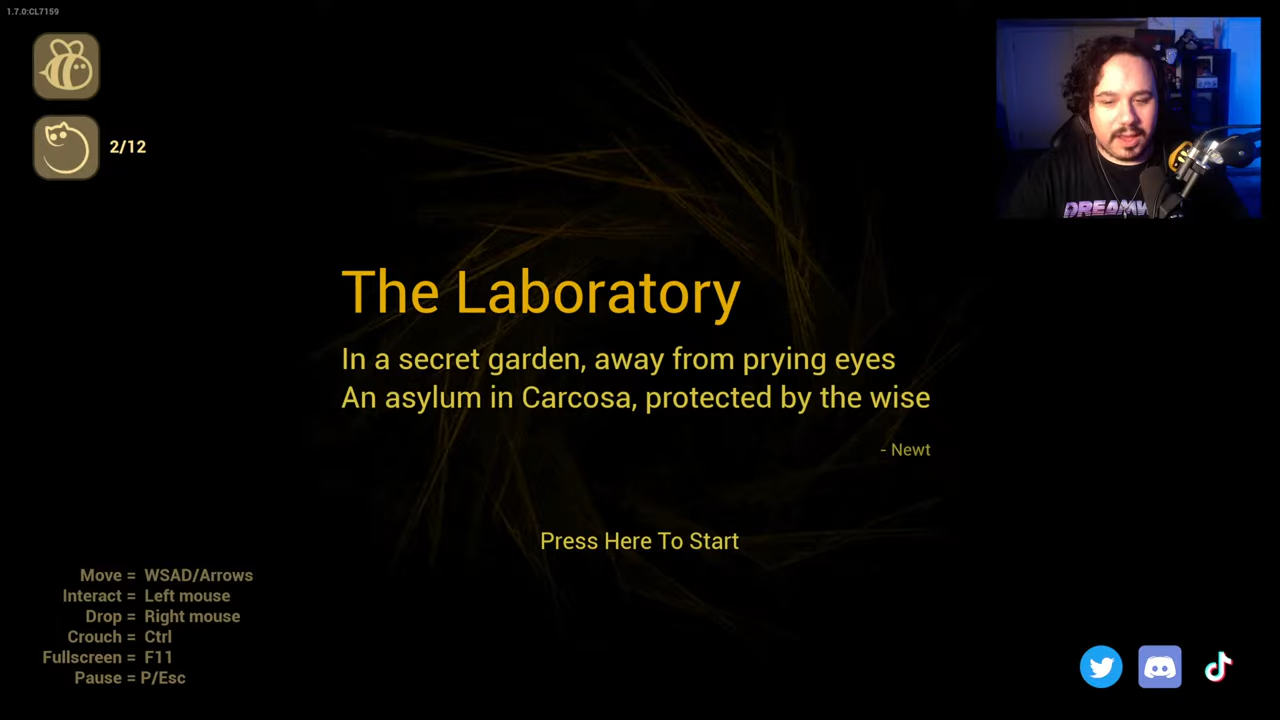 1.7.0:CL7159
2/12
The Laboratory
In a secret garden, away from prying eyes
An asylum in Carcosa, protected by the wise
- Newt
Press Here To Start
Move = WSAD/Arrows
Interact = Left mouse
Drop = Right mouse
Crouch = Ctrl
Fullscreen = F11
Pause = P/Esc